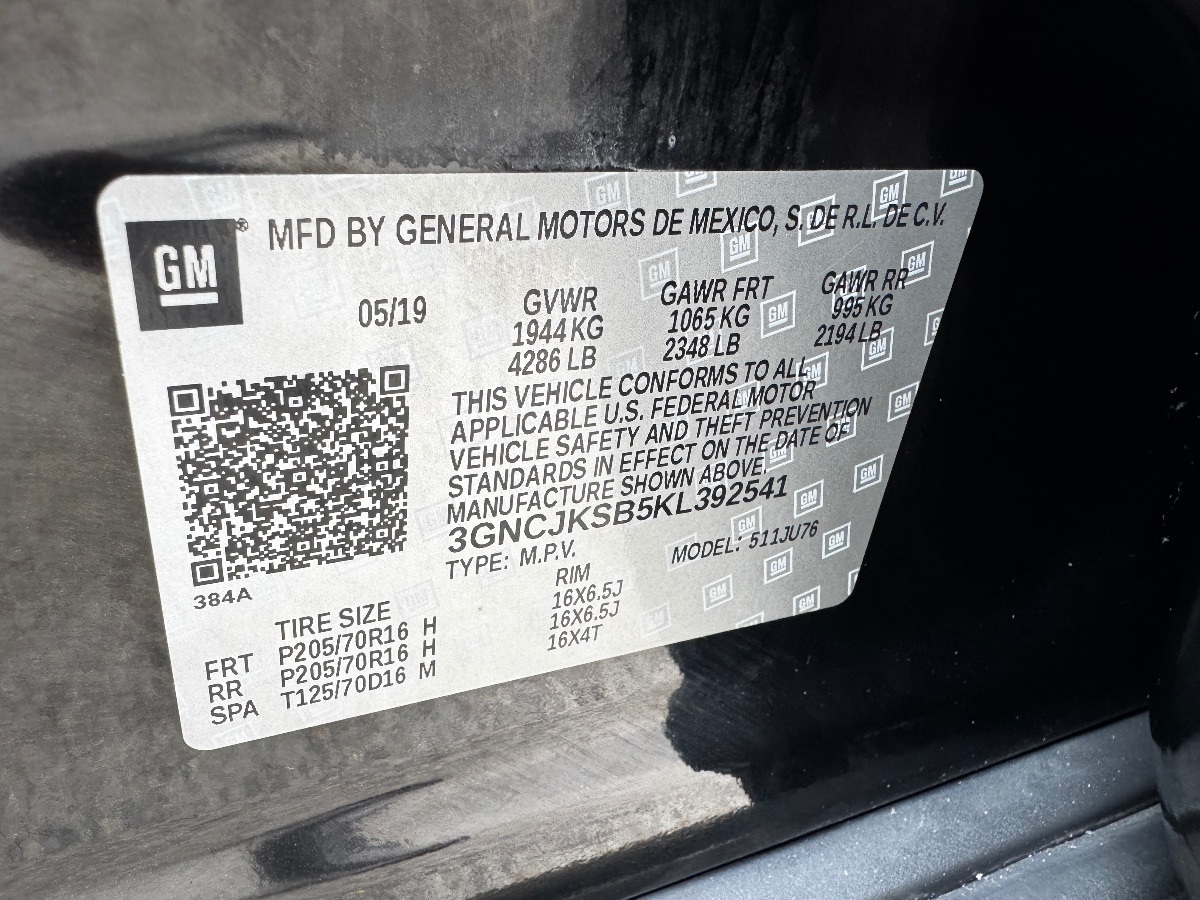 GM® MFD BY GENERAL MOTORS DE MEXICO, S. DE R.L. DE C.V.
05/19 GVWR GAWR FRT GAWR RR
1944 KG 1065 KG 995 KG
4286 LB 2348 LB 2194 LB
THIS VEHICLE CONFORMS TO ALL
APPLICABLE U.S. FEDERAL MOTOR
VEHICLE SAFETY AND THEFT PREVENTION
STANDARDS IN EFFECT ON THE DATE OF
MANUFACTURE SHOWN ABOVE.
3GNCJKSB5KL392541
TYPE: M.P.V. MODEL: 511JU76
384A
TIRE SIZE RIM
FRT P205/70R16 H 16X6.5J
RR P205/70R16 H 16X6.5J
SPA T125/70D16 M 16X4T